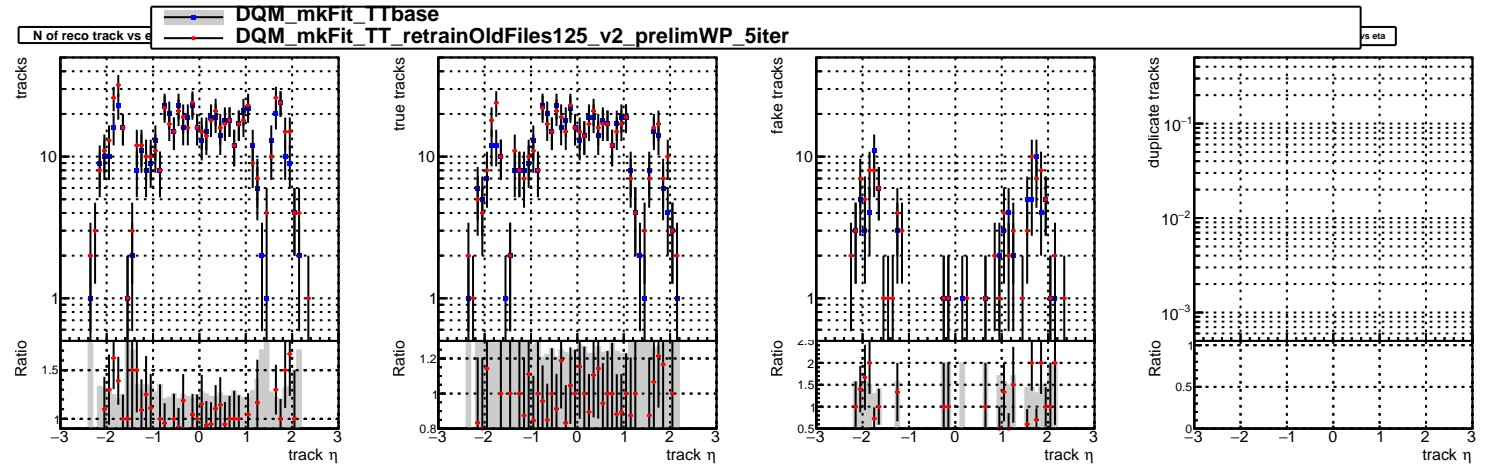 DQM_mkFit_TTbase
DQM_mkFit_TT_retrainOldFiles125_v2_prelimWP_5iter
N of reco track vs e
vs eta
tracks
10
1
Ratio
1.5
1
−3 −2 −1 0 1 2 3
track η
true tracks
10
1
Ratio
1.2
1
0.8
−3 −2 −1 0 1 2 3
track η
fake tracks
10
1
Ratio
2.5
2
1.5
1
0.5
−3 −2 −1 0 1 2 3
track η
duplicate tracks
10−1
10−2
10−3
Ratio
1
0.5
0
−3 −2 −1 0 1 2 3
track η